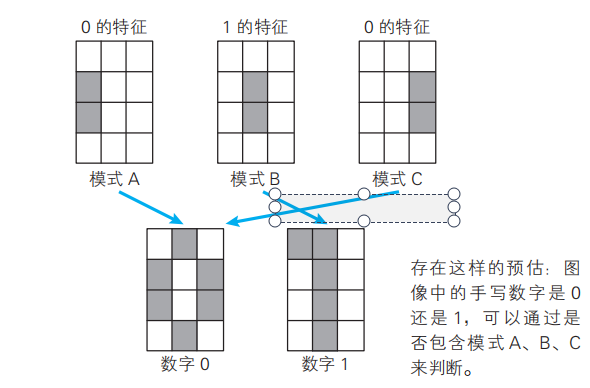 0 的特征 1 的特征 0 的特征
模式 A 模式 B 模式 C
存在这样的预估：图
像中的手写数字是 0
还是 1，可以通过是
否包含模式 A、B、C
来判断。
数字 0 数字 1